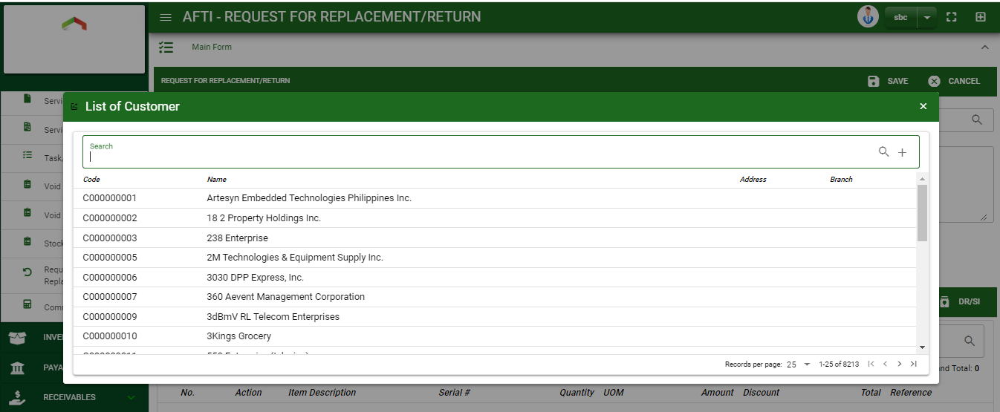 AFTI - REQUEST FOR REPLACEMENT/RETURN
sbc
Main Form
REQUEST FOR REPLACEMENT/RETURN
SAVE
CANCEL
Servi
Servi
Task
Void
Void
Stock
Requ
Repla
Comm
INVE
PAYA
RECEIVABLES
List of Customer
Search
Code Name Address Branch
C000000001 Artesyn Embedded Technologies Philippines Inc.
C000000002 18 2 Property Holdings Inc.
C000000003 238 Enterprise
C000000005 2M Technologies & Equipment Supply Inc.
C000000006 3030 DPP Express, Inc.
C000000007 360 Aevent Management Corporation
C000000009 3dBmV RL Telecom Enterprises
C000000010 3Kings Grocery
Records per page: 25 1-25 of 8213
DR/SI
and Total: 0
No. Action Item Description Serial # Quantity UOM Amount Discount Total Reference